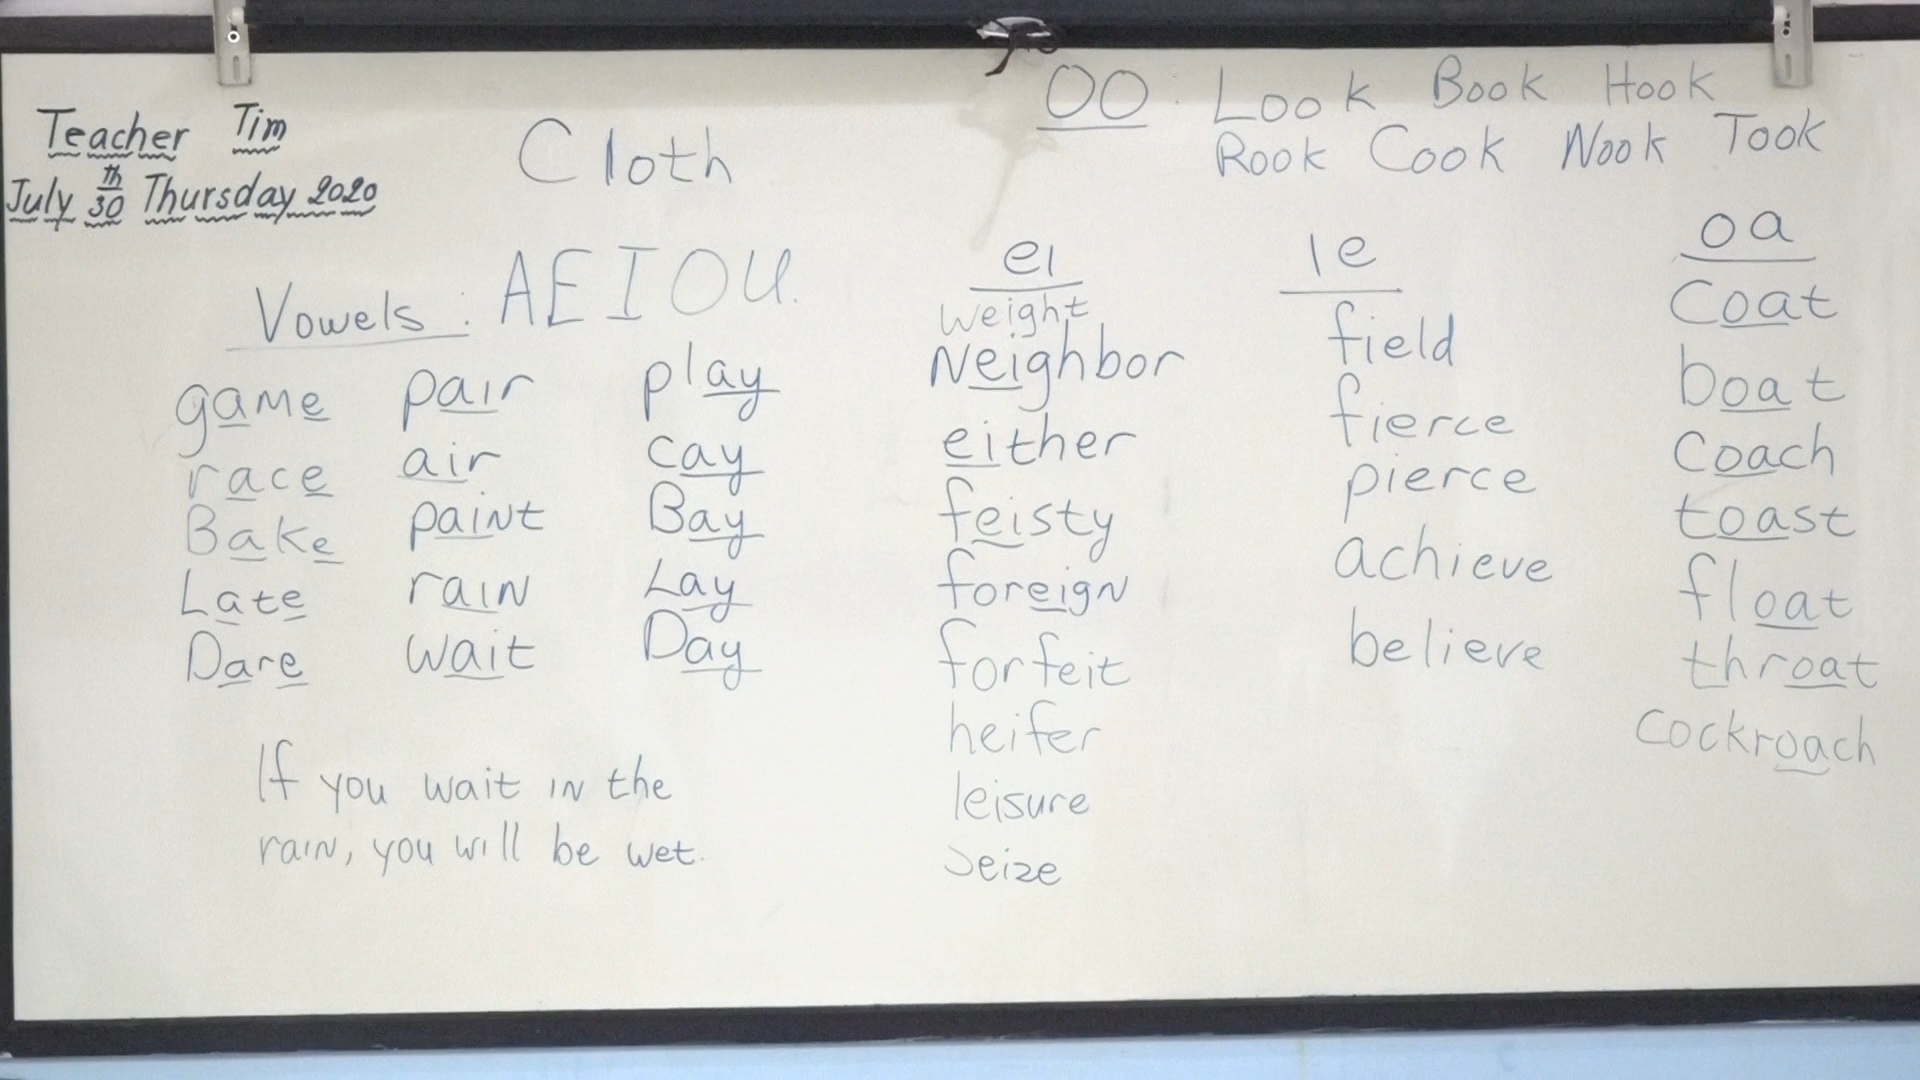 Teacher Tim
July 30th Thursday 2020
Cloth
OO : Look Book Hook
Rook Cook Nook Took
Vowels : A E I O U.
game pair play
race air cay
Bake paint Bay
Late rain Lay
Dare wait Day
If you wait in the
rain, you will be wet.
ei
weight
Neighbor
either
feisty
foreign
forfeit
heifer
leisure
seize
ie
field
fierce
pierce
achieve
believe
oa
Coat
boat
Coach
toast
float
throat
cockroach